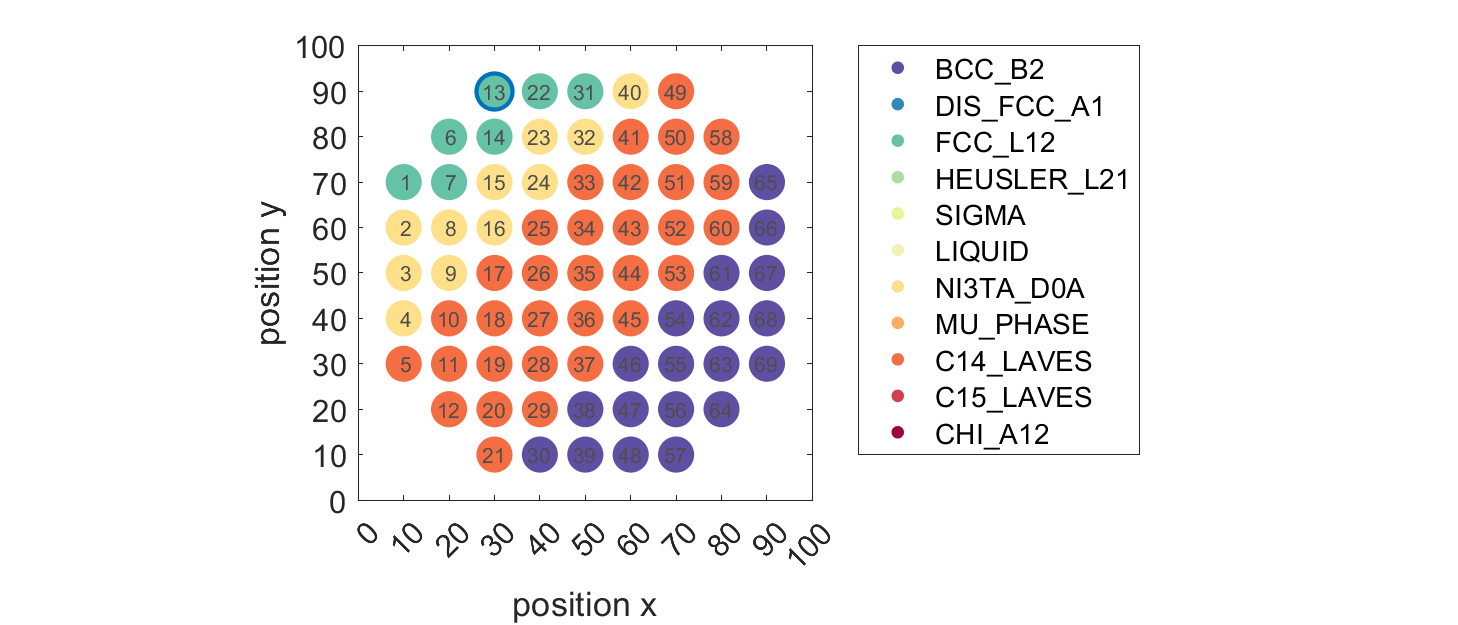 100
90 13 22 31 40 49
80 6 14 23 32 41 50 58
70 1 7 15 24 33 42 51 59 65
60 2 8 16 25 34 43 52 60 66
50 3 9 17 26 35 44 53 61 67
40 4 10 18 27 36 45 54 62 68
30 5 11 19 28 37 46 55 63 69
20 12 20 29 38 47 56 64
10 21 30 39 48 57
0
position y
0 10 20 30 40 50 60 70 80 90 100
position x
BCC_B2
DIS_FCC_A1
FCC_L12
HEUSLER_L21
SIGMA
LIQUID
NI3TA_D0A
MU_PHASE
C14_LAVES
C15_LAVES
CHI_A12